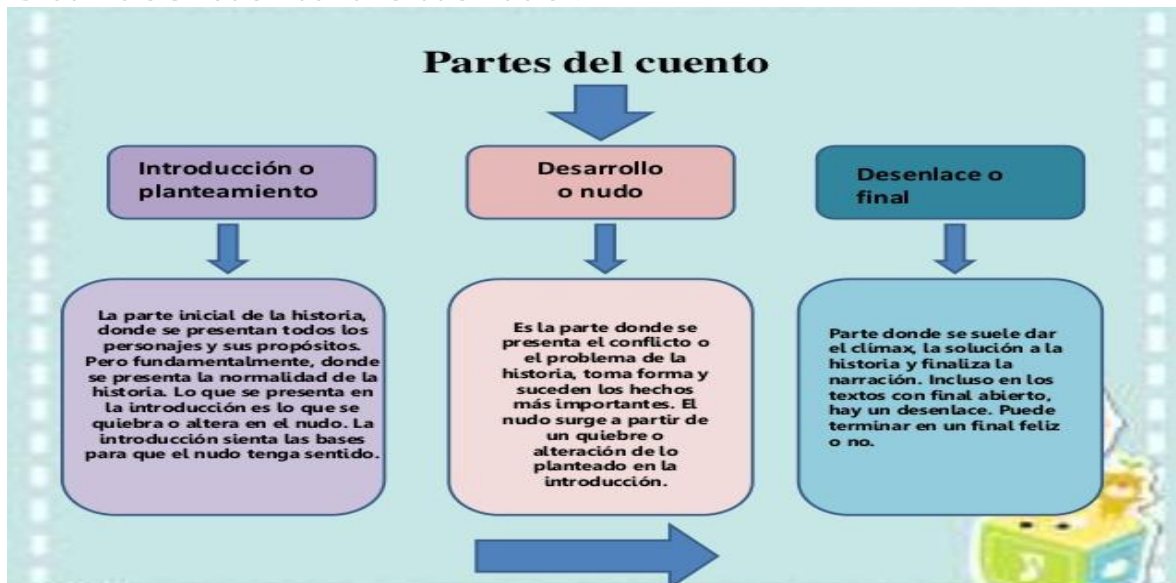 Partes del cuento
Introducción o
planteamiento
La parte inicial de la historia,
donde se presentan todos los
personajes y sus propósitos.
Pero fundamentalmente, donde
se presenta la normalidad de la
historia. Lo que se presenta en
la introducción es lo que se
quiebra o altera en el nudo. La
introducción sienta las bases
para que el nudo tenga sentido.
Desarrollo
o nudo
Es la parte donde se
presenta el conflicto o
el problema de la
historia, toma forma y
suceden los hechos
más importantes. El
nudo surge a partir de
un quiebre o
alteración de lo
planteado en la
introducción.
Desenlace o
final
Parte donde se suele dar
el clímax, la solución a la
historia y finaliza la
narración. Incluso en los
textos con final abierto,
hay un desenlace. Puede
terminar en un final feliz
o no.